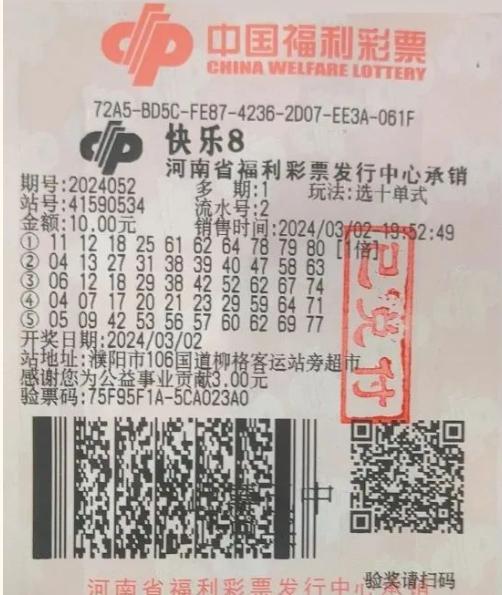 中国福利彩票
CHINA WELFARE LOTTERY
72A5-BD5C-FE87-4236-2D07-EE3A-061F
快乐8
河南省福利彩票发行中心承销
期号:2024052 多 期:1 玩法:选十单式
站号:41590534 流水号:2
金额:10.00元 销售时间:2024/03/02-19:52:49
① 11 12 18 25 61 62 64 78 79 80 [1倍]
② 04 13 27 31 38 39 40 47 58 63
③ 06 12 18 29 38 42 52 62 67 74
④ 04 07 17 20 21 23 29 59 64 71
⑤ 05 09 42 53 56 57 60 62 69 77
已兑付
开奖日期:2024/03/02
站地址:濮阳市106国道柳格客运站旁超市
感谢您为公益事业贡献3.00元
验票码:75F95F1A-5CA023A0
中
验奖请扫码
河南省福利彩票发行中心承销